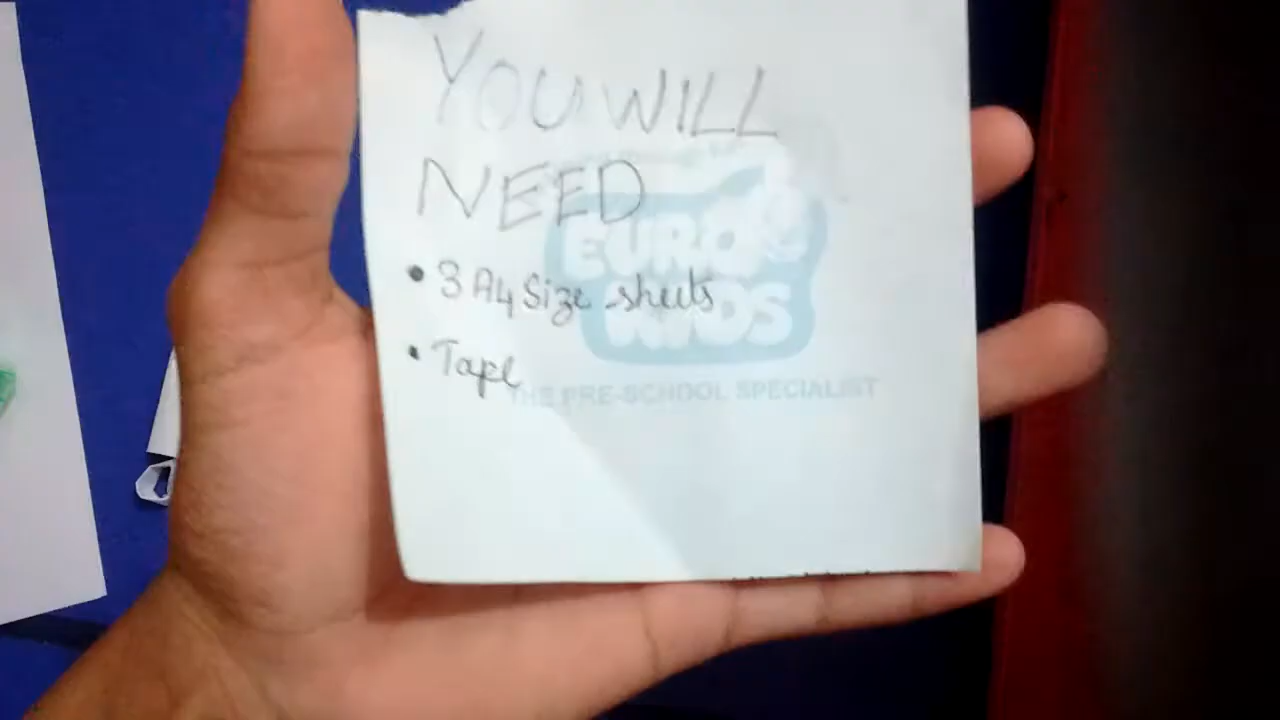 YOU WILL
NEED
• 3 A4 Size sheets
• Tape
EURO
KIDS
THE PRE-SCHOOL SPECIALIST